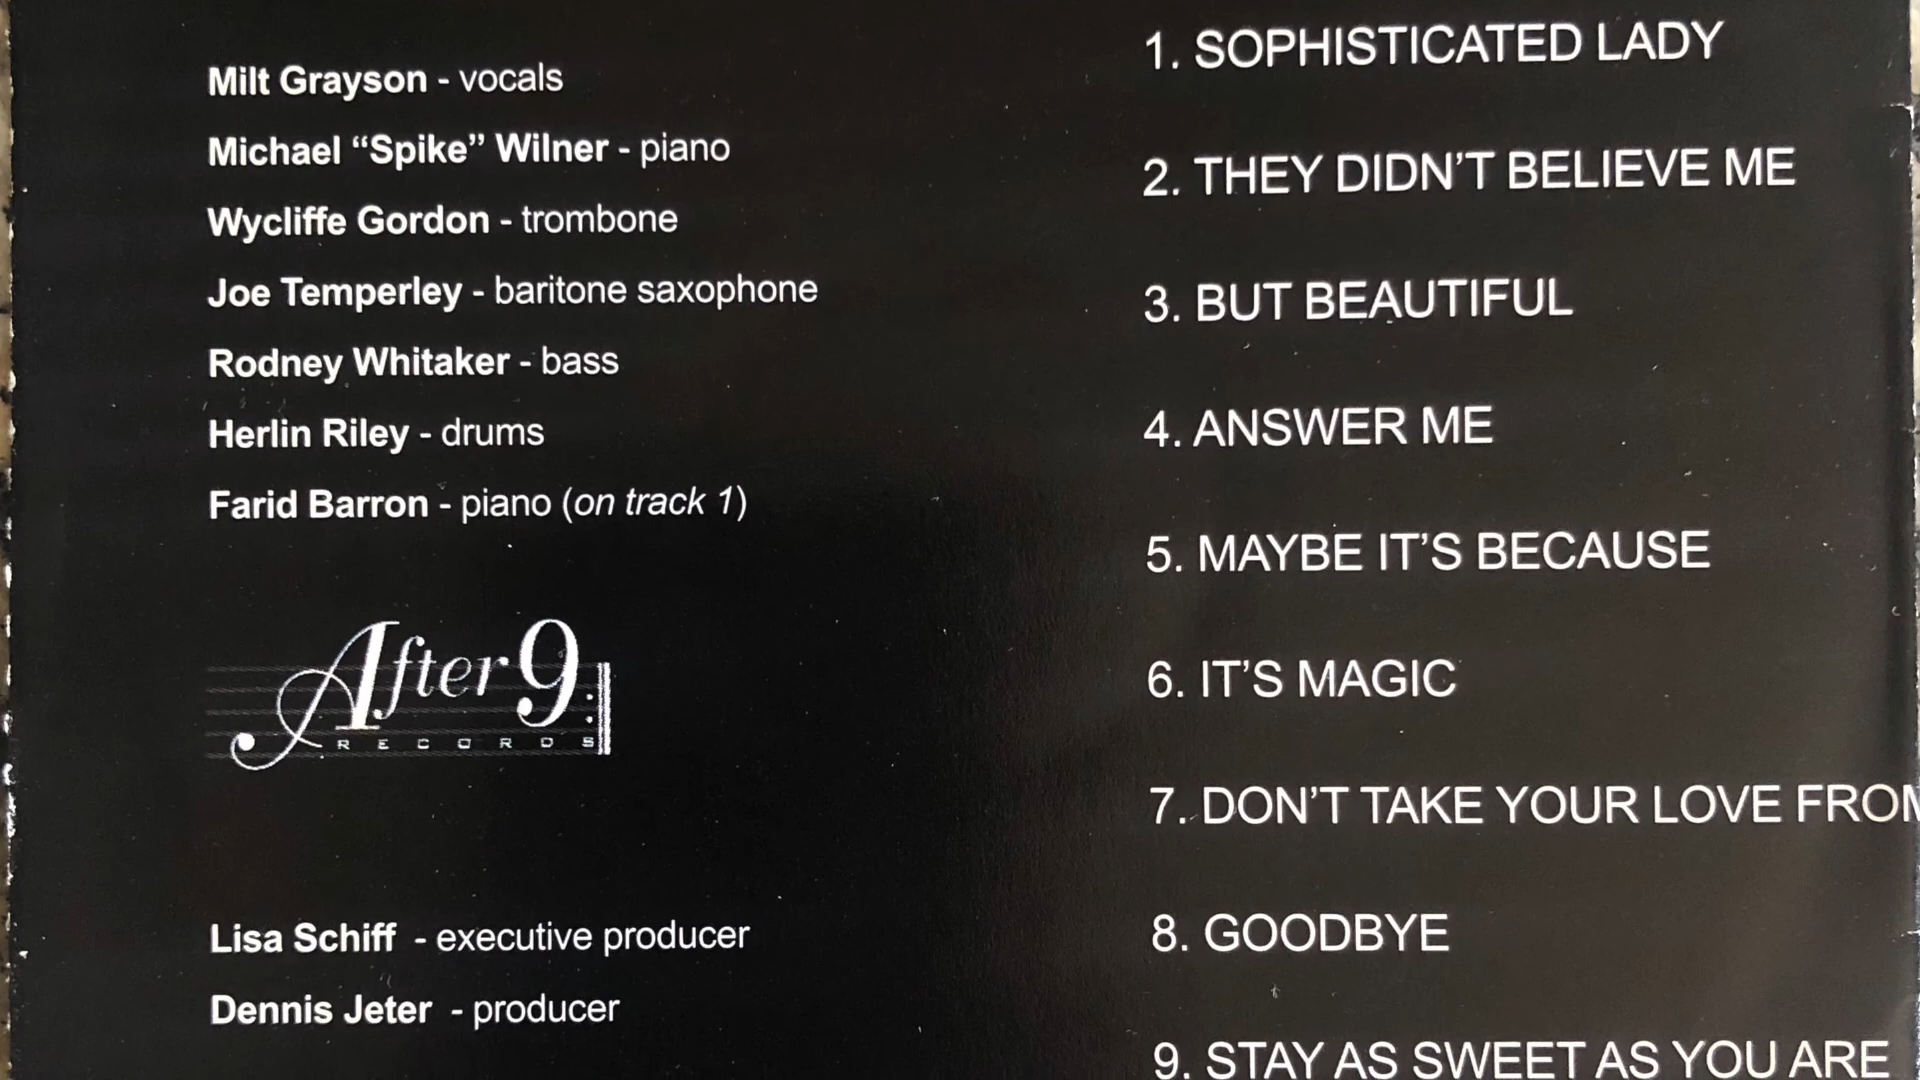 Milt Grayson - vocals
Michael “Spike” Wilner - piano
Wycliffe Gordon - trombone
Joe Temperley - baritone saxophone
Rodney Whitaker - bass
Herlin Riley - drums
Farid Barron - piano (on track 1)
After 9
RECORDS
Lisa Schiff - executive producer
Dennis Jeter - producer
1. SOPHISTICATED LADY
2. THEY DIDN’T BELIEVE ME
3. BUT BEAUTIFUL
4. ANSWER ME
5. MAYBE IT’S BECAUSE
6. IT’S MAGIC
7. DON’T TAKE YOUR LOVE
8. GOODBYE
9. STAY AS SWEET AS YOU ARE